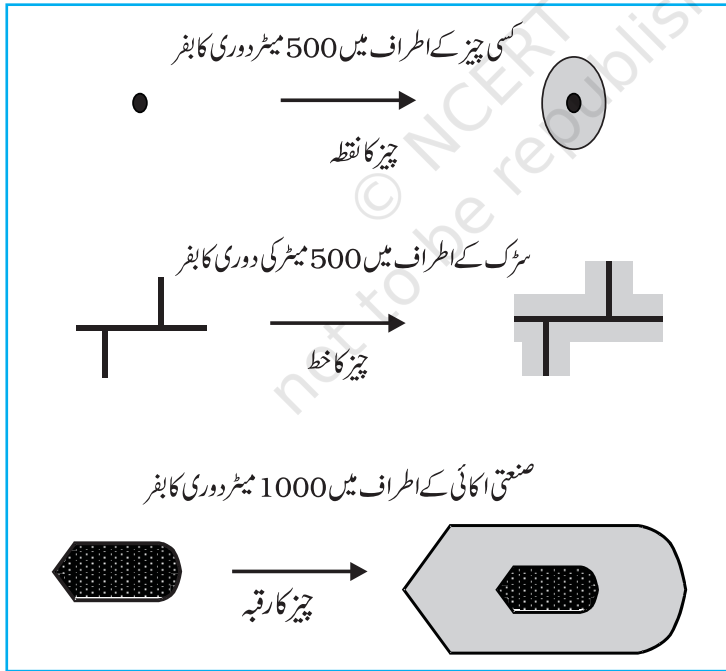 کسی چیز کے اطراف میں 500 میٹر دوری کا بفر
چیز کا نقطہ
سڑک کے اطراف میں 500 میٹر کی دوری کا بفر
چیز کا خط
صنعتی اکائی کے اطراف میں 1000 میٹر دوری کا بفر
چیز کا رقبہ
© NCERT
not to be republis